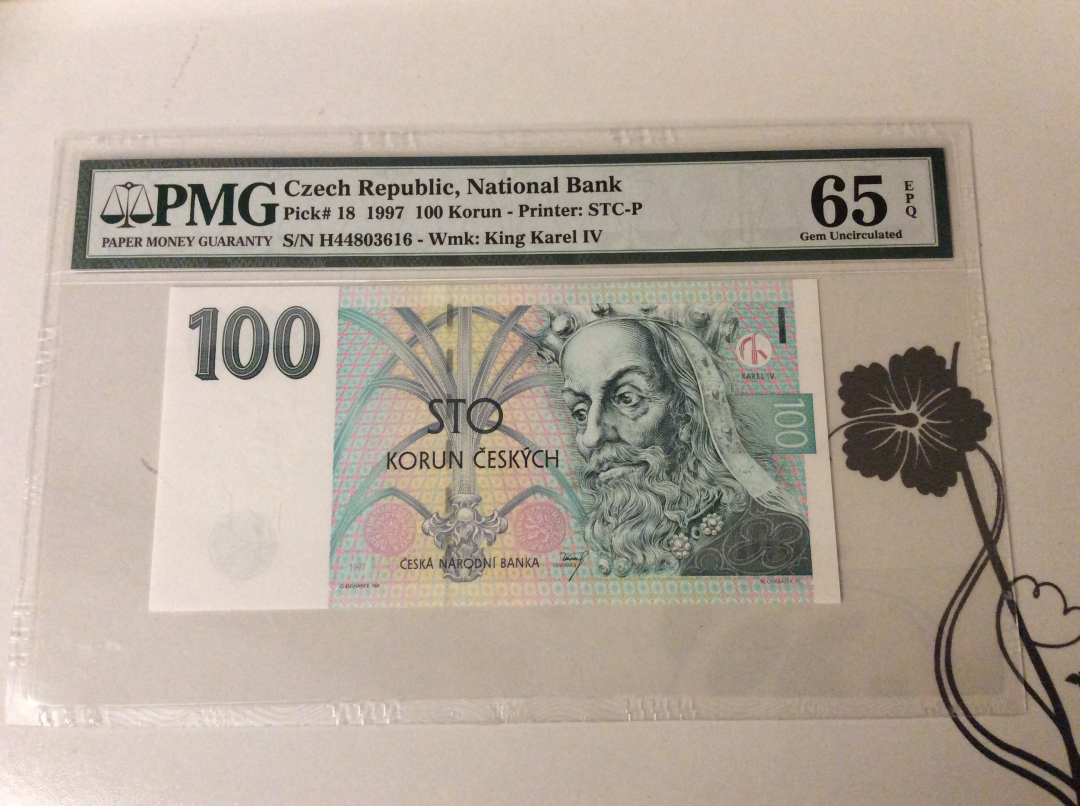 PMG
PAPER MONEY GUARANTY
Czech Republic, National Bank
Pick# 18 1997 100 Korun - Printer: STC-P
S/N H44803616 - Wmk: King Karel IV
65 EPQ
Gem Uncirculated
100
STO
KORUN ČESKÝCH
KAREL IV
100
ČESKÁ NÁRODNÍ BANKA
1997